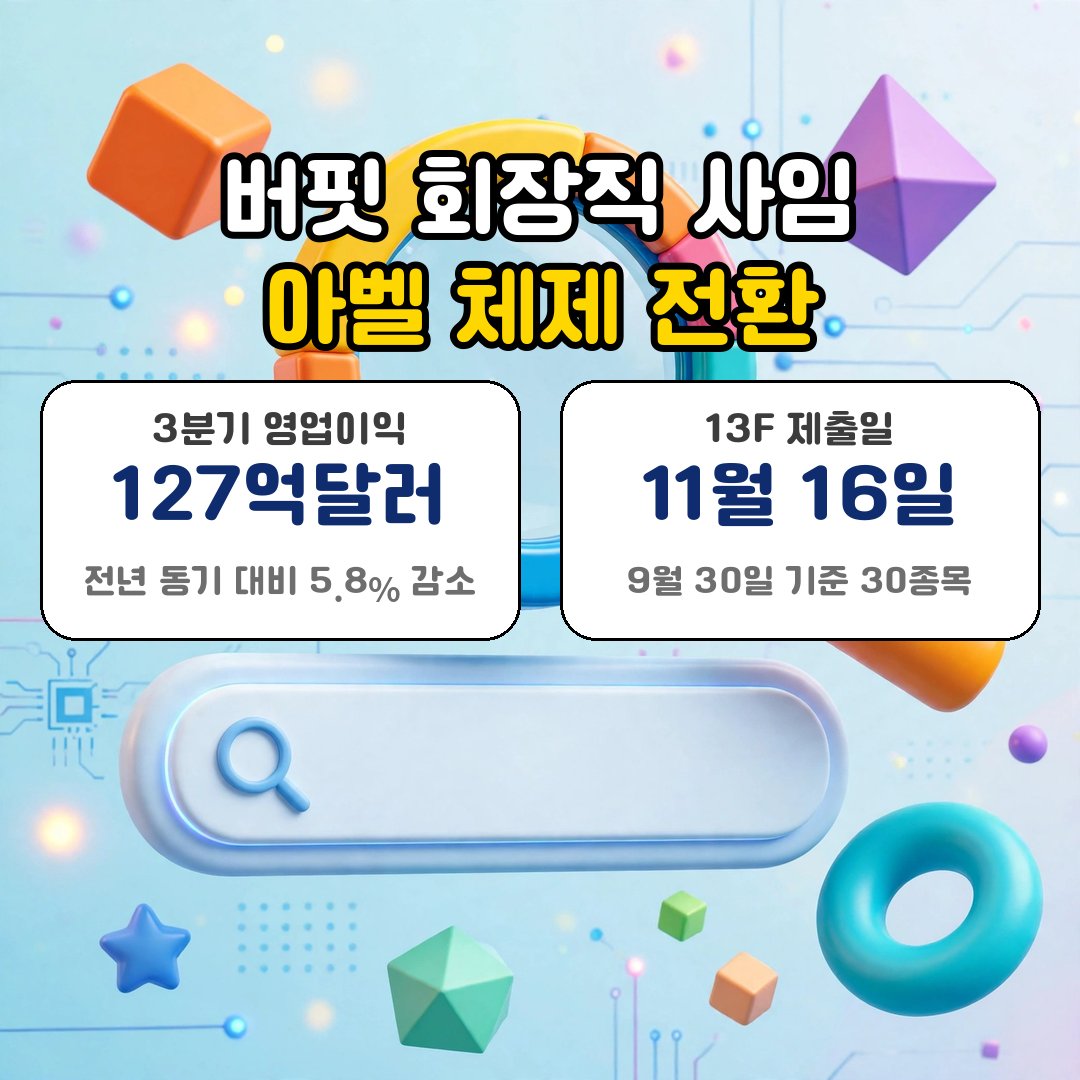 버핏 회장직 사임
아벨 체제 전환
3분기 영업이익
127억달러
전년 동기 대비 5.8% 감소
13F 제출일
11월 16일
9월 30일 기준 30종목